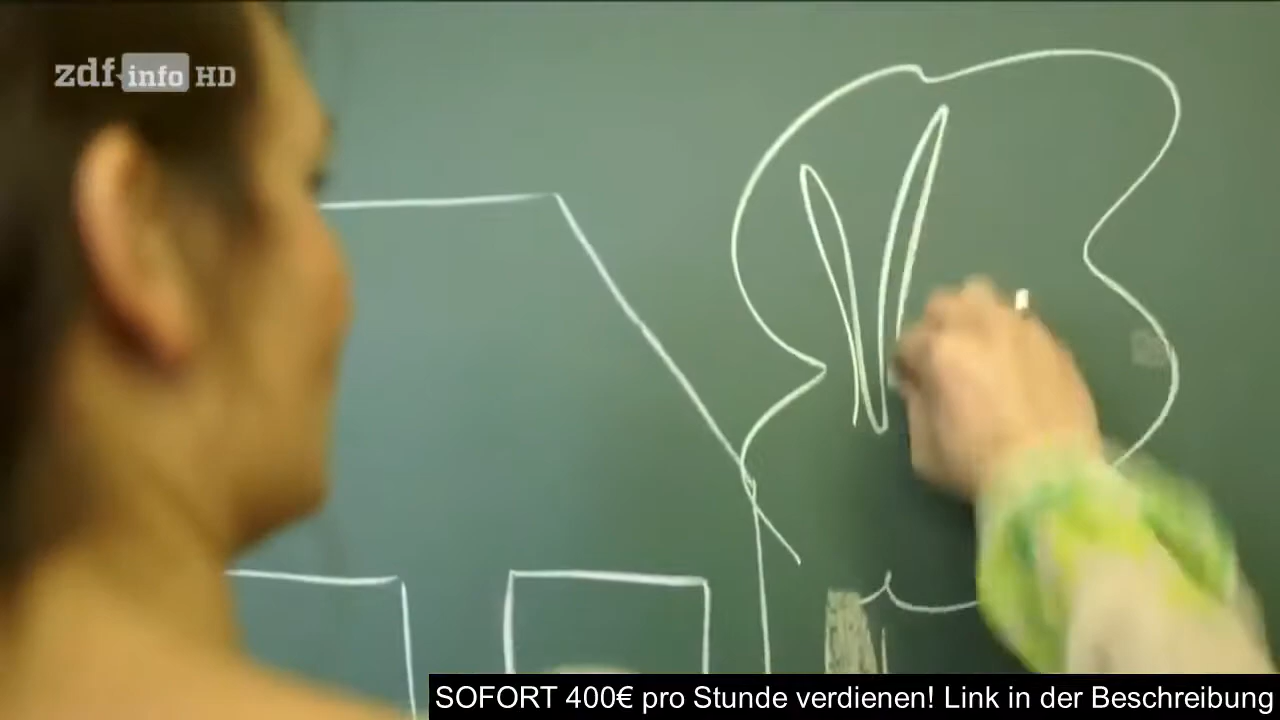 zdf info HD
SOFORT 400€ pro Stunde verdienen! Link in der Beschreibung